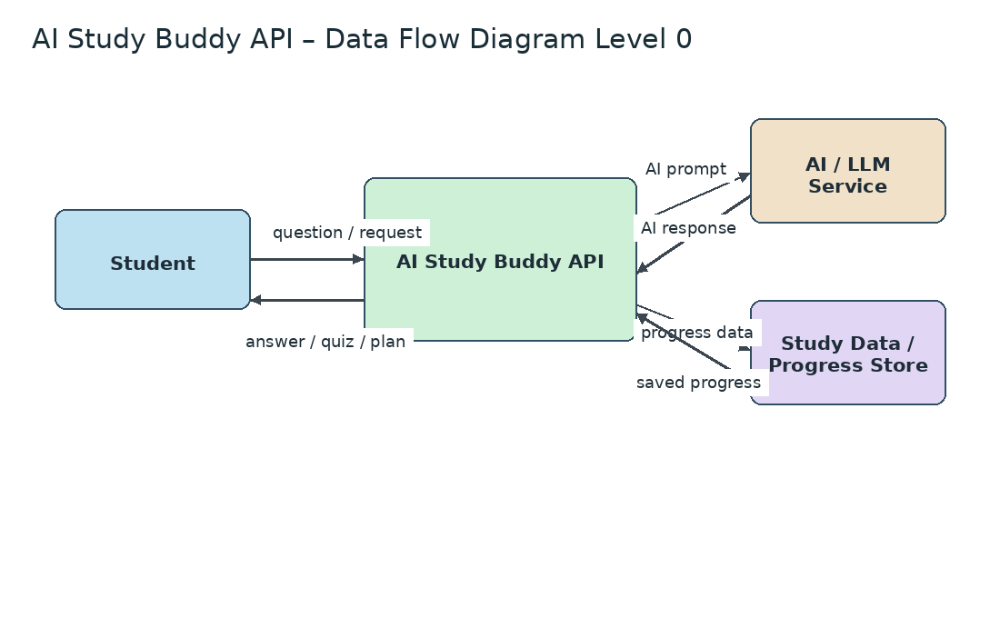 AI Study Buddy API – Data Flow Diagram Level 0
Student
question / request
answer / quiz / plan
AI Study Buddy API
AI prompt
AI response
AI / LLM
Service
progress data
saved progress
Study Data /
Progress Store